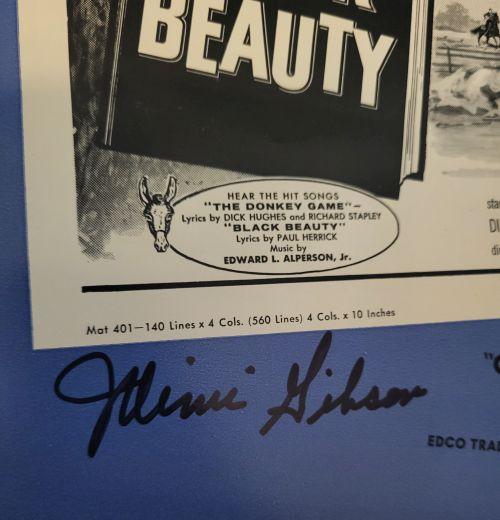 BEAUTY
HEAR THE HIT SONGS
"THE DONKEY GAME"–
Lyrics by DICK HUGHES and RICHARD STAPLEY
"BLACK BEAUTY"
Lyrics by PAUL HERRICK
Music by
EDWARD L. ALPERSON, Jr.
Mat 401—140 Lines x 4 Cols. (560 Lines) 4 Cols. x 10 Inches
Mimi Gibson
EDCO